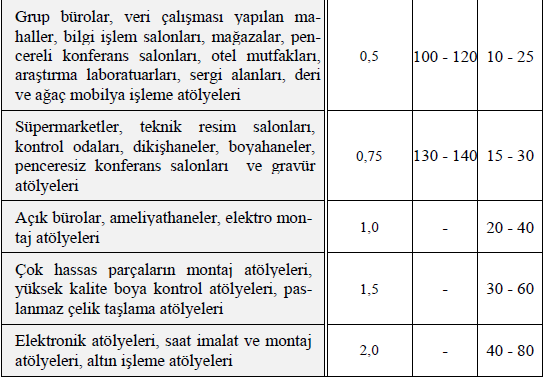 Grup bürolar, veri çalışması yapılan ma-
haller, bilgi işlem salonları, mağazalar, pen-
cereli konferans salonları, otel mutfakları,
araştırma laboratuarları, sergi alanları, deri
ve ağaç mobilya işleme atölyeleri
0,5
100 - 120
10 - 25
Süpermarketler, teknik resim salonları,
kontrol odaları, dikişhaneler, boyahaneler,
penceresiz konferans salonları ve gravür
atölyeleri
0,75
130 - 140
15 - 30
Açık bürolar, ameliyathaneler, elektro mon-
taj atölyeleri
1,0
-
20 - 40
Çok hassas parçaların montaj atölyeleri,
yüksek kalite boya kontrol atölyeleri, pas-
lanmaz çelik taşlama atölyeleri
1,5
-
30 - 60
Elektronik atölyeleri, saat imalat ve montaj
atölyeleri, altın işleme atölyeleri
2,0
-
40 - 80